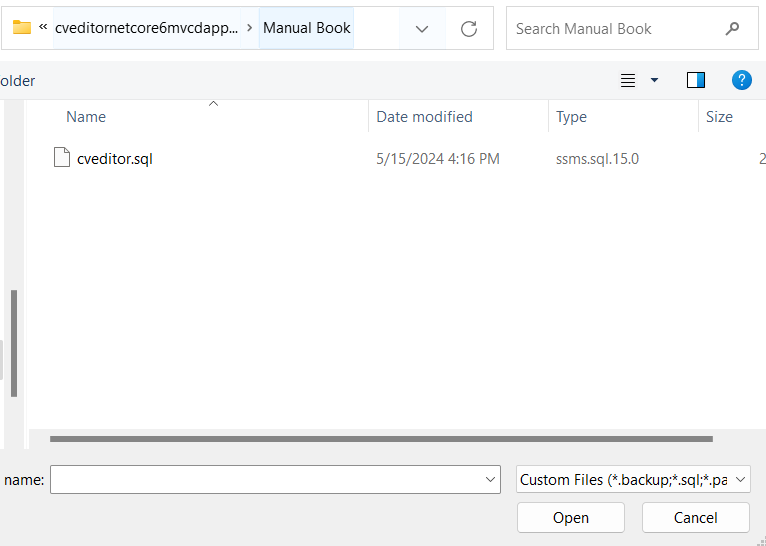 « cveditornetcore6mvcdapp... > Manual Book
Search Manual Book
older
Name Date modified Type Size
cveditor.sql 5/15/2024 4:16 PM ssms.sql.15.0 2
name: Custom Files (*.backup;*.sql;*.pa
Open Cancel